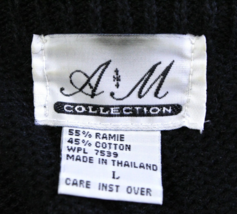 A & M
COLLECTION
55% RAMIE
45% COTTON
WPL 7539
MADE IN THAILAND
L
CARE INST OVER